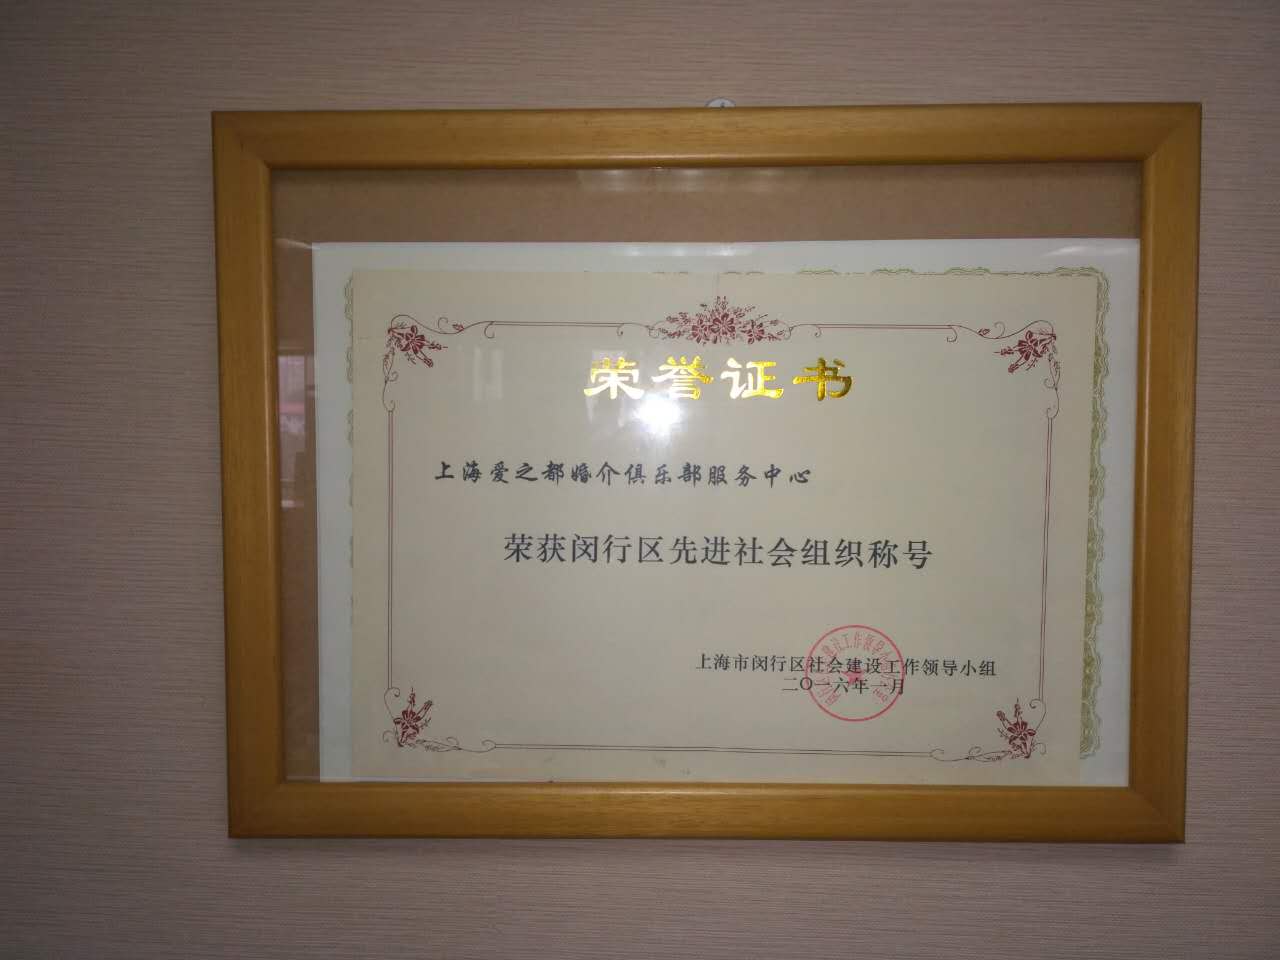 荣誉证书
上海爱之都婚介俱乐部服务中心
荣获闵行区先进社会组织称号
上海市闵行区社会建设工作领导小组
二〇一六年一月